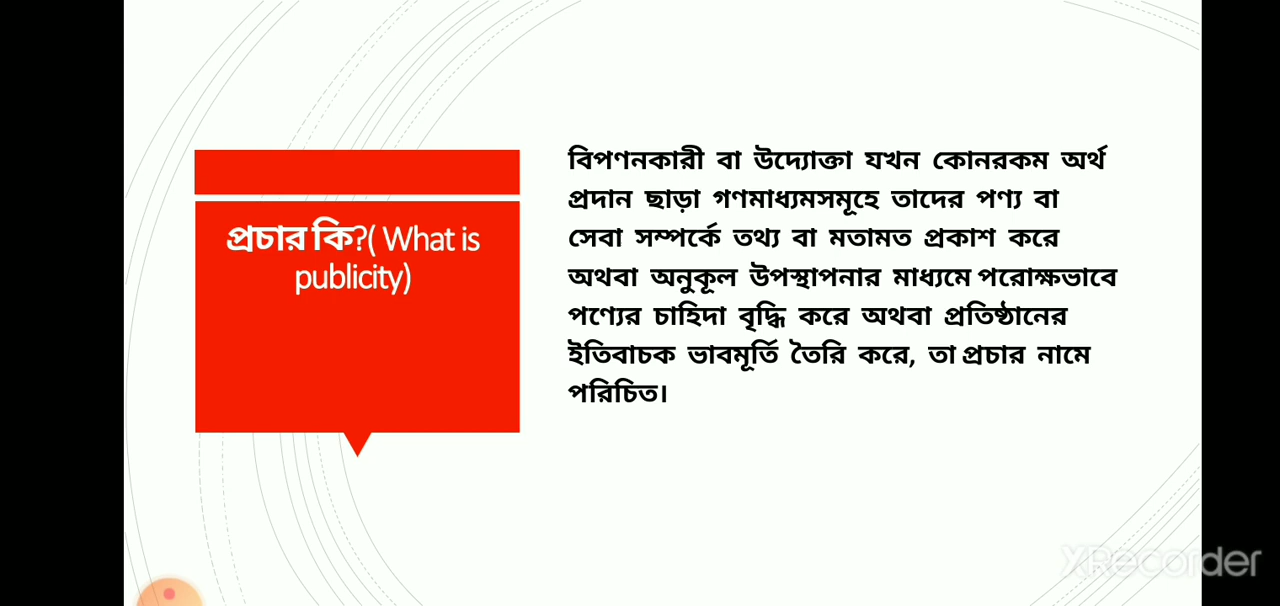 প্রচার কি?( What is
publicity)
বিপণনকারী বা উদ্যোক্তা যখন কোনরকম অর্থ
প্রদান ছাড়া গণমাধ্যমসমূহে তাদের পণ্য বা
সেবা সম্পর্কে তথ্য বা মতামত প্রকাশ করে
অথবা অনুকূল উপস্থাপনার মাধ্যমে পরোক্ষভাবে
পণ্যের চাহিদা বৃদ্ধি করে অথবা প্রতিষ্ঠানের
ইতিবাচক ভাবমূর্তি তৈরি করে, তা প্রচার নামে
পরিচিত।
XRecorder